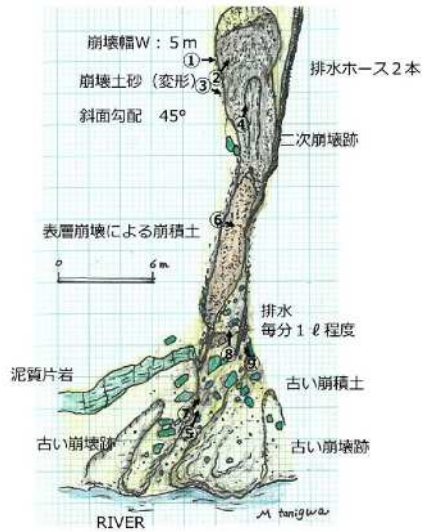 崩壊幅W：5m
①
②
排水ホース2本
崩壊土砂（変形）③
斜面勾配　45°
④
二次崩壊跡
⑥
表層崩壊による崩積土
0 6m
排水
毎分1ℓ程度
⑧
⑨
泥質片岩
古い崩積土
⑦
⑤
古い崩壊跡
古い崩壊跡
M tanigwa
RIVER